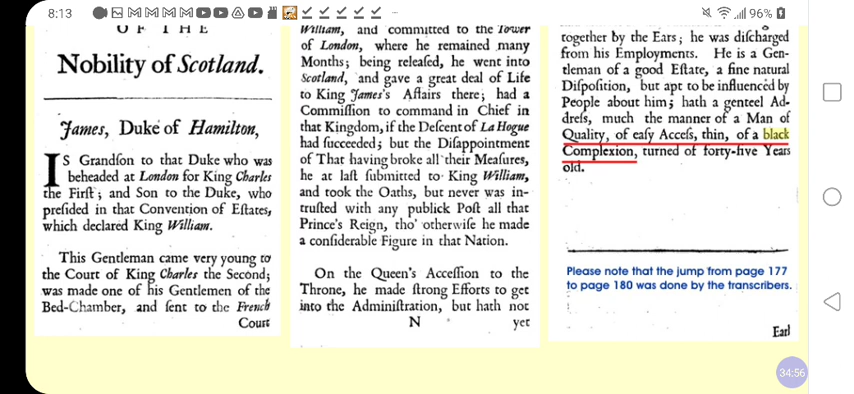 8:13
96%
OF THE
Nobility of Scotland.
James, Duke of Hamilton,
IS Grandſon to that Duke who was
beheaded at London for King Charles
the Firſt; and Son to the Duke, who
preſided in that Convention of Eſtates,
which declared King William.
This Gentleman came very young to
the Court of King Charles the Second;
was made one of his Gentlemen of the
Bed-Chamber, and ſent to the French
Court
William, and committed to the Tower
of London, where he remained many
Months; being releaſed, he went into
Scotland, and gave a great deal of Life
to King James's Affairs there; had a
Commiſſion to command in Chief in
that Kingdom, if the Deſcent of La Hogue
had ſucceeded; but the Diſappointment
of That having broke all their Meaſures,
he at laſt ſubmitted to King William,
and took the Oaths, but never was in-
truſted with any publick Poſt all that
Prince's Reign, tho' otherwiſe he made
a conſiderable Figure in that Nation.
On the Queen's Acceſſion to the
Throne, he made ſtrong Efforts to get
into the Adminiſtration, but hath not
N yet
together by the Ears; he was diſcharged
from his Employments. He is a Gen-
tleman of a good Eſtate, a fine natural
Diſpoſition, but apt to be influenced by
People about him; hath a genteel Ad-
dreſs, much the manner of a Man of
Quality, of eaſy Acceſs, thin, of a black
Complexion, turned of forty-five Years
old.
Please note that the jump from page 177
to page 180 was done by the transcribers.
Earl
34:56